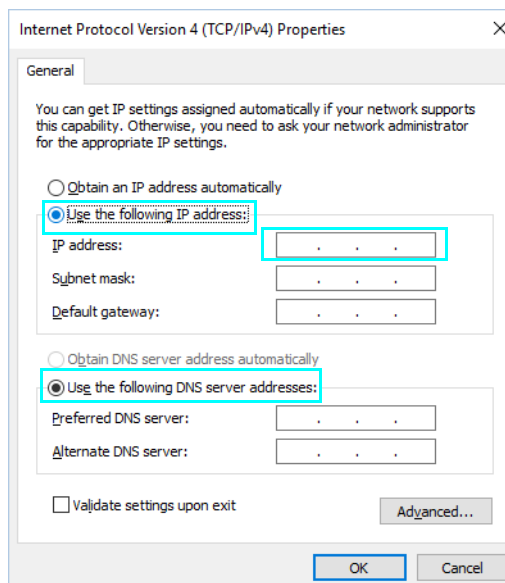 Internet Protocol Version 4 (TCP/IPv4) Properties
General
You can get IP settings assigned automatically if your network supports
this capability. Otherwise, you need to ask your network administrator
for the appropriate IP settings.
Obtain an IP address automatically
Use the following IP address:
IP address:
. . .
Subnet mask:
. . .
Default gateway:
. . .
Obtain DNS server address automatically
Use the following DNS server addresses:
Preferred DNS server:
. . .
Alternate DNS server:
. . .
Validate settings upon exit
Advanced...
OK
Cancel